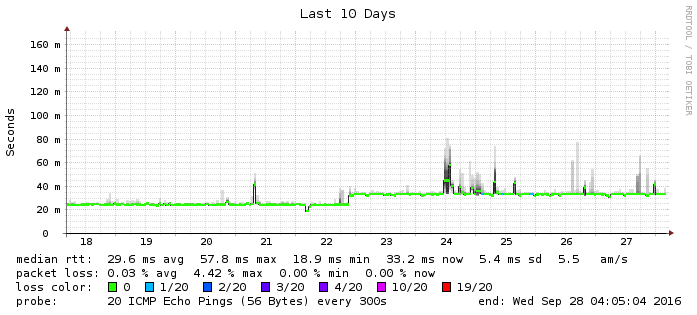 Last 10 Days
RRDTOOL / TOBI OETIKER
Seconds
160 m
140 m
120 m
100 m
80 m
60 m
40 m
20 m
0
18 19 20 21 22 23 24 25 26 27
median rtt: 29.6 ms avg 57.8 ms max 18.9 ms min 33.2 ms now 5.4 ms sd 5.5 am/s
packet loss: 0.03 % avg 4.42 % max 0.00 % min 0.00 % now
loss color: 0 1/20 2/20 3/20 4/20 10/20 19/20
probe: 20 ICMP Echo Pings (56 Bytes) every 300s end: Wed Sep 28 04:05:04 2016